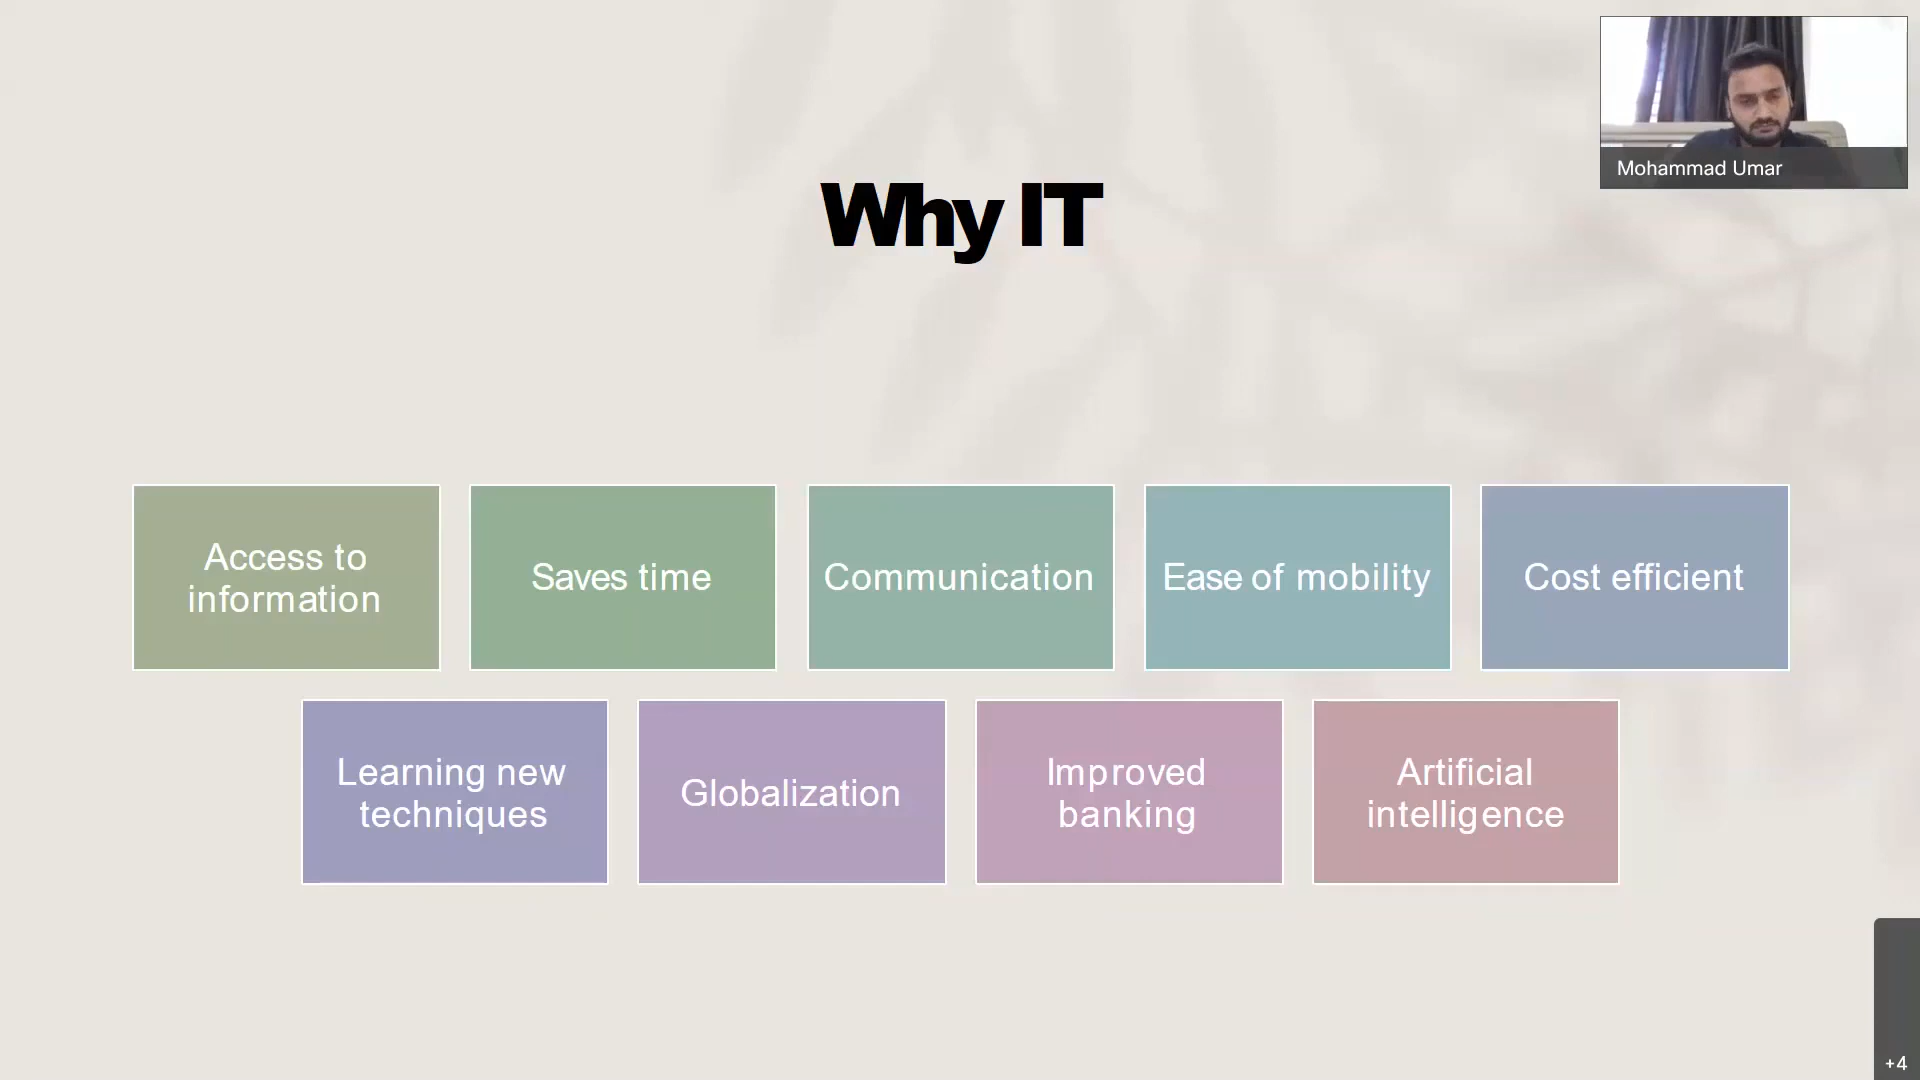 Mohammad Umar
Why IT
Access to
information
Saves time
Communication
Ease of mobility
Cost efficient
Learning new
techniques
Globalization
Improved
banking
Artificial
intelligence
+4